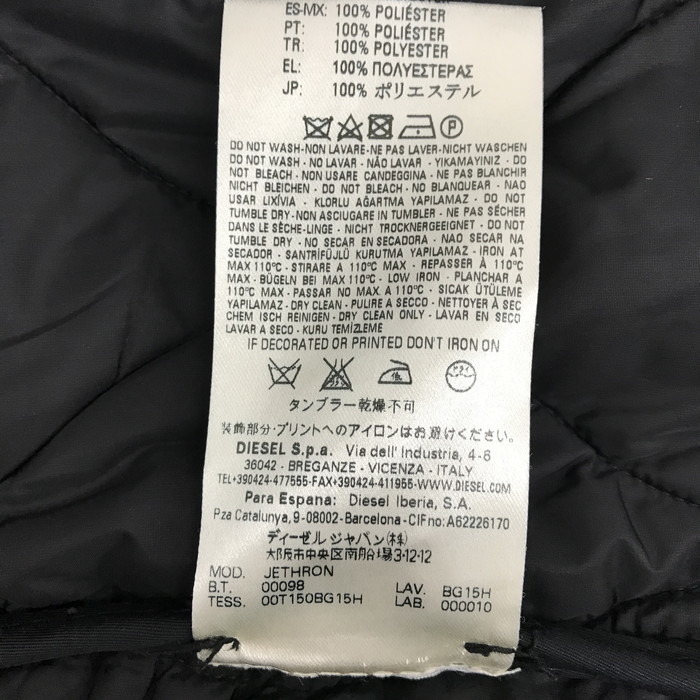 ES-MX: 100% POLIÉSTER
PT: 100% POLIÉSTER
TR: 100% POLYESTER
EL: 100% ΠΟΛΥΕΣΤΕΡΑΣ
JP: 100% ポリエステル
P
DO NOT WASH-NON LAVARE-NE PAS LAVER-NICHT WASCHEN
DO NOT WASH - NO LAVAR - NÃO LAVAR - YIKAMAYINIZ - DO
NOT BLEACH - NON USARE CANDEGGINA - NE PAS BLANCHIR
NICHT BLEICHEN - DO NOT BLEACH - NO BLANQUEAR - NAO
USAR LIXÍVIA - KLORLU AĞARTMA YAPILAMAZ - DO NOT
TUMBLE DRY-NON ASCIUGARE IN TUMBLER - NE PAS SÉCHER
DANS LE SÈCHE-LINGE - NICHT TROCKNERGEEIGNET - DO NOT
TUMBLE DRY - NO SECAR EN SECADORA - NAO SECAR NA
SECADOR - SANTRİFÜJLÜ KURUTMA YAPILAMAZ - IRON AT
MAX 110°C - STIRARE A 110°C MAX - REPASSER À 110°C
MAX - BÜGELN BEI MAX 110°C - LOW IRON - PLANCHAR A
110°C MAX - PASSAR NO MAX A 110°C - SICAK ÜTÜLEME
YAPILAMAZ - DRY CLEAN - PULIRE A SECCO - NETTOYER À SEC
CHEM ISCH REINIGEN - DRY CLEAN ONLY - LAVAR EN SECO
LAVAR A SECO - KURU TEMİZLEME
IF DECORATED OR PRINTED DON'T IRON ON
低 ドライ
タンブラー乾燥不可
装飾部分・プリントへのアイロンはお避けください。
DIESEL S.p.a. Via dell' Industria, 4-6
36042 - BREGANZE - VICENZA - ITALY
TEL+390424-477555-FAX+390424-411955-WWW.DIESEL.COM
Para Espana: Diesel Iberia, S.A.
Pza Catalunya, 9-08002-Barcelona-CIF no: A62226170
ディーゼルジャパン(株)
大阪市中央区南船場3-12-12
MOD. JETHRON
B.T. 00098 LAV. BG15H
TESS. 00T150BG15H LAB. 000010